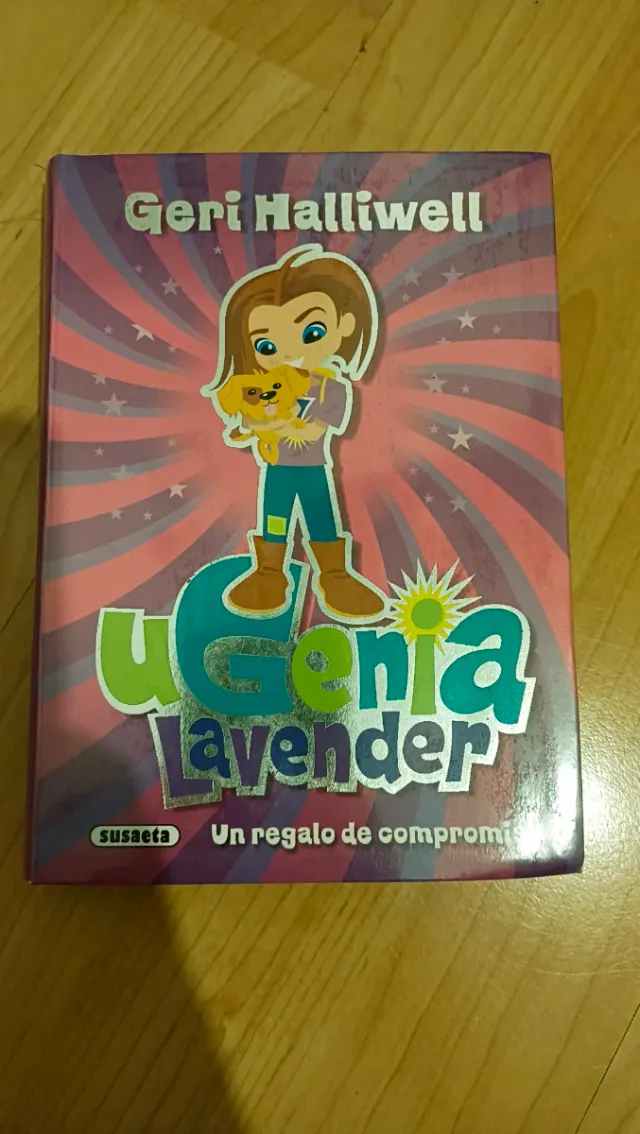 Geri Halliwell
uGenia
Lavender
susaeta
Un regalo de